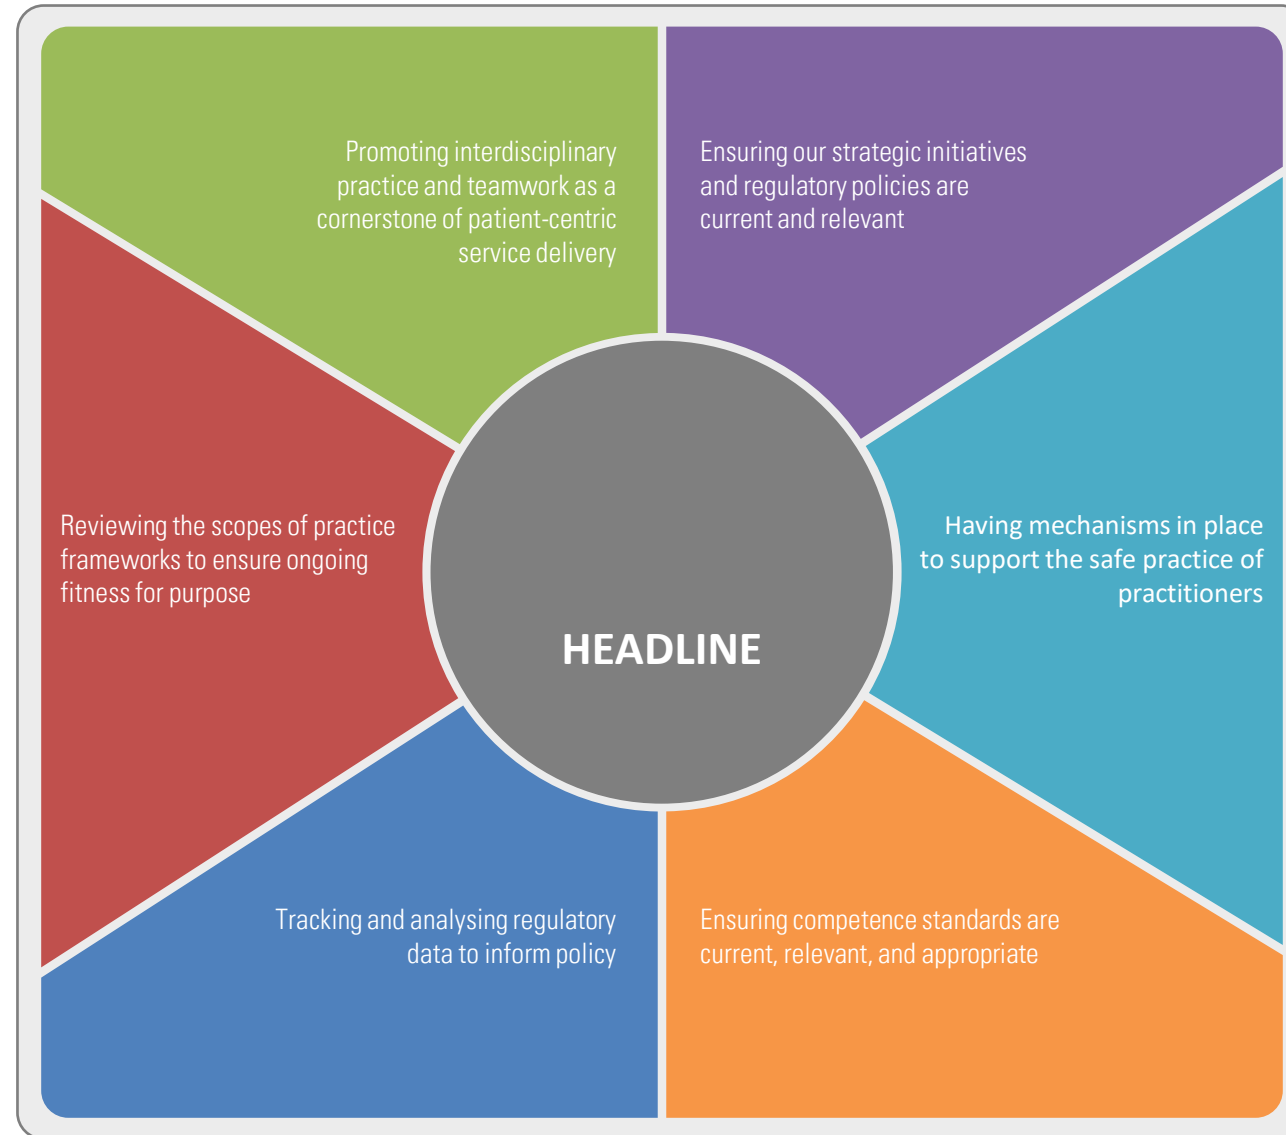 Promoting interdisciplinary
practice and teamwork as a
cornerstone of patient-centric
service delivery
Ensuring our strategic initiatives
and regulatory policies are
current and relevant
Reviewing the scopes of practice
frameworks to ensure ongoing
fitness for purpose
HEADLINE
Having mechanisms in place
to support the safe practice of
practitioners
Tracking and analysing regulatory
data to inform policy
Ensuring competence standards are
current, relevant, and appropriate